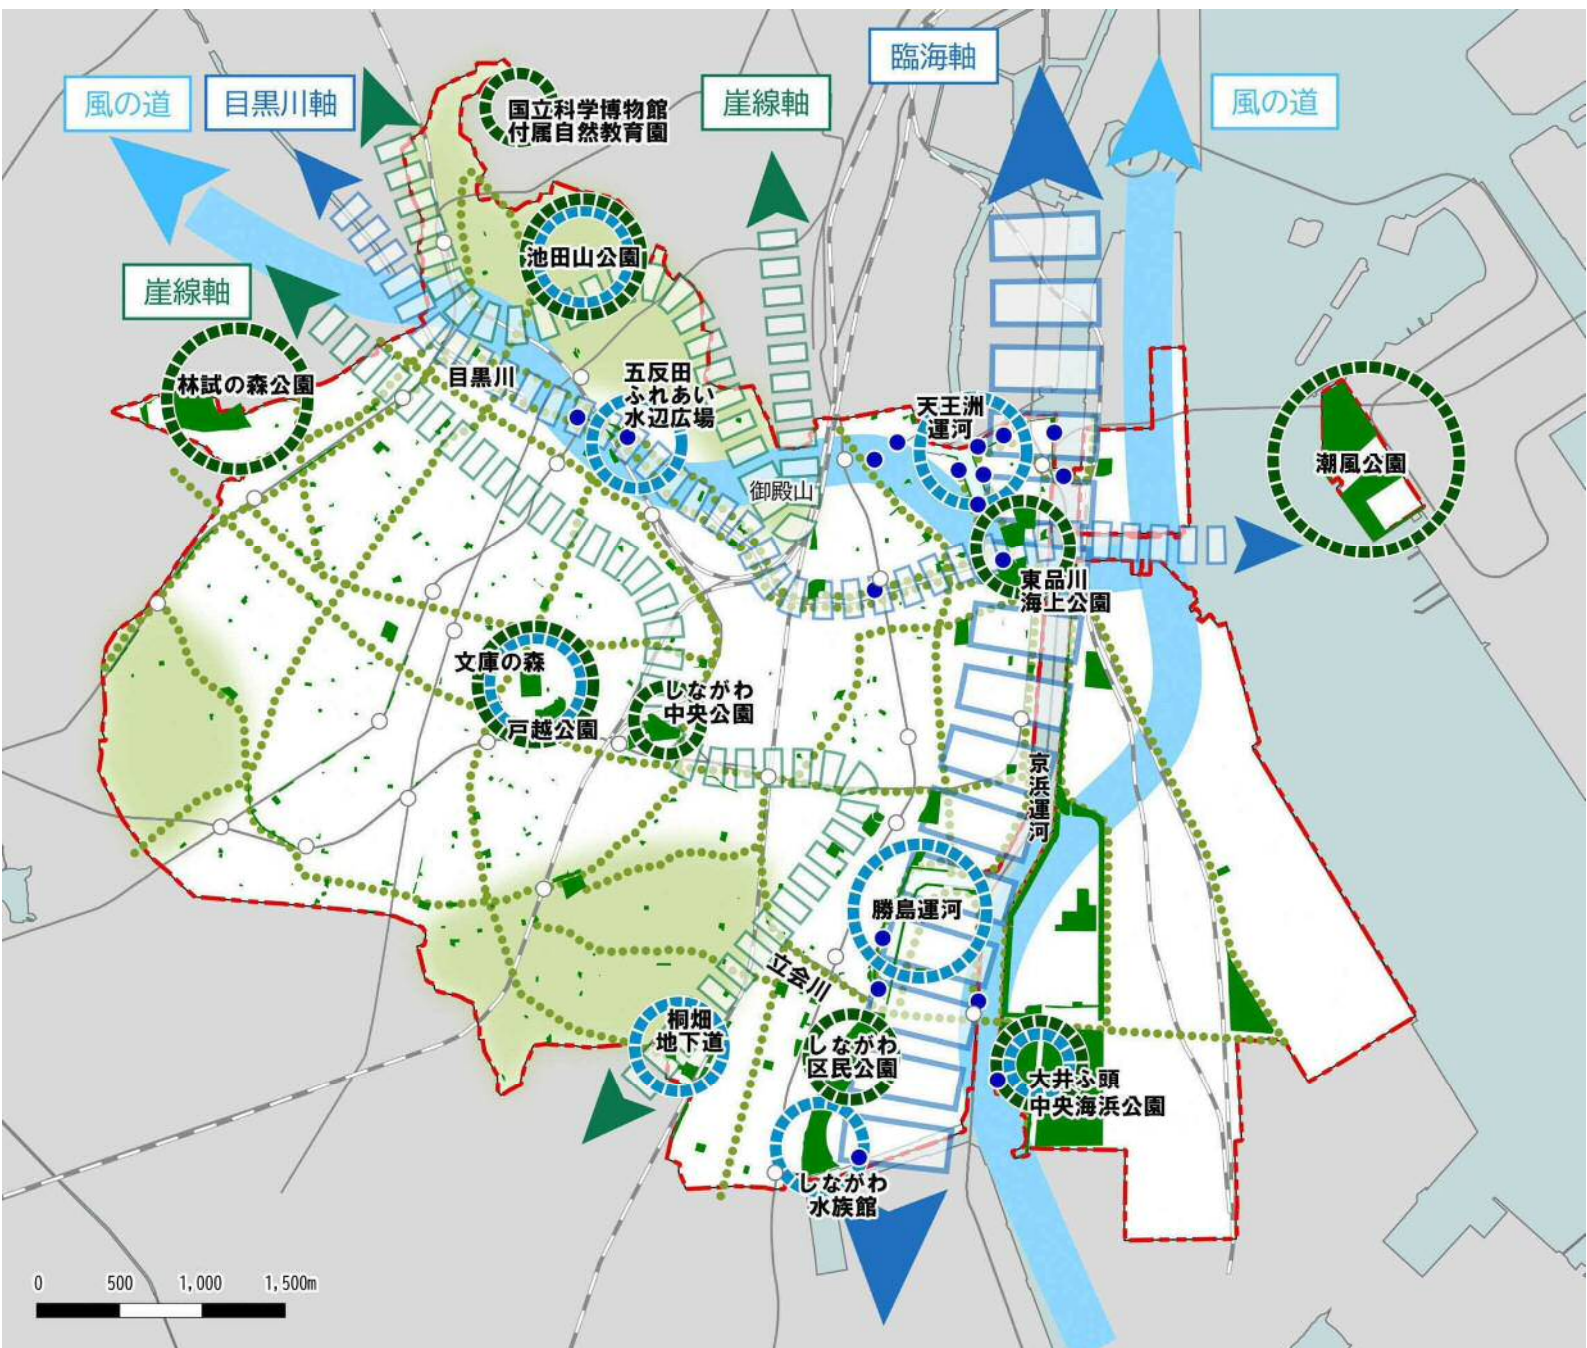 臨海軸
風の道
目黒川軸
崖線軸
風の道
国立科学博物館
付属自然教育園
池田山公園
崖線軸
林試の森公園
目黒川
五反田
ふれあい
水辺広場
天王洲
運河
潮風公園
御殿山
東品川
海上公園
文庫の森
戸越公園
しながわ
中央公園
京浜運河
勝島運河
立会川
桐畑
地下道
しながわ
区民公園
大井ふ頭
中央海浜公園
しながわ
水族館
0 500 1,000 1,500m